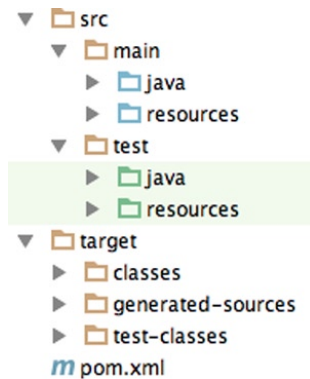 src
main
java
resources
test
java
resources
target
classes
generated-sources
test-classes
m pom.xml